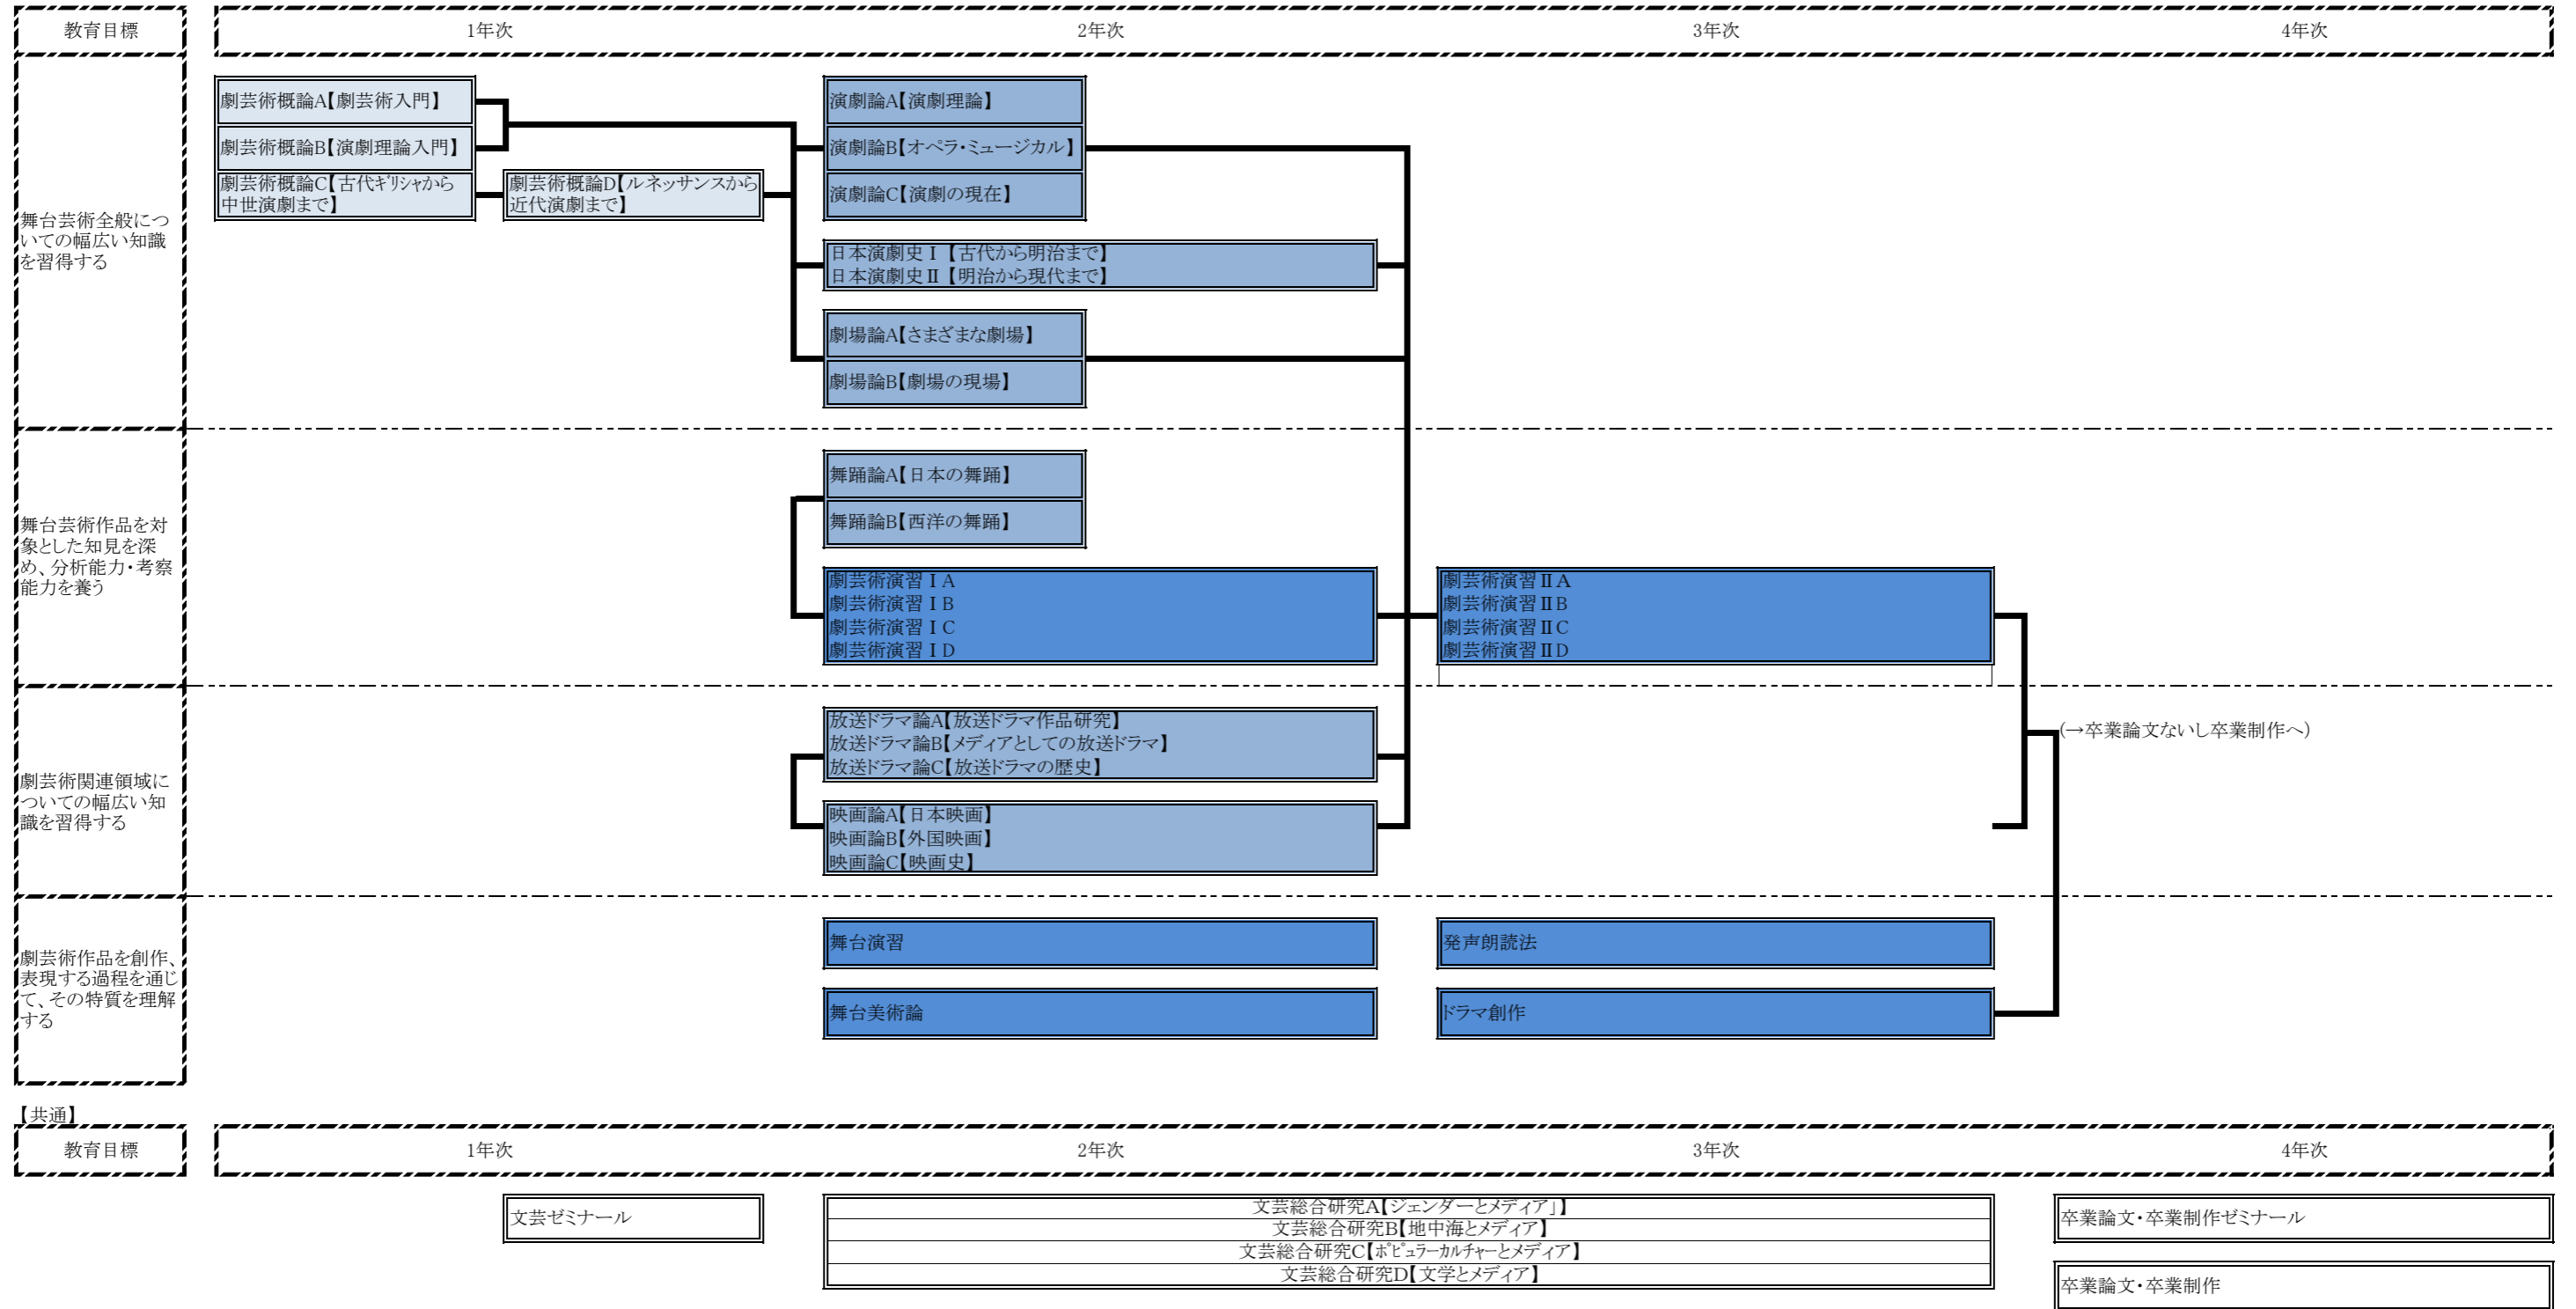 教育目標
1年次
2年次
3年次
4年次
舞台芸術全般につ
いての幅広い知識
を習得する
劇芸術概論A【劇芸術入門】
劇芸術概論B【演劇理論入門】
劇芸術概論C【古代ギリシャから
中世演劇まで】
劇芸術概論D【ルネッサンスから
近代演劇まで】
演劇論A【演劇理論】
演劇論B【オペラ・ミュージカル】
演劇論C【演劇の現在】
日本演劇史Ⅰ【古代から明治まで】
日本演劇史Ⅱ【明治から現代まで】
劇場論A【さまざまな劇場】
劇場論B【劇場の現場】
舞台芸術作品を対
象とした知見を深
め、分析能力・考察
能力を養う
舞踊論A【日本の舞踊】
舞踊論B【西洋の舞踊】
劇芸術演習ⅠA
劇芸術演習ⅠB
劇芸術演習ⅠC
劇芸術演習ⅠD
劇芸術演習ⅡA
劇芸術演習ⅡB
劇芸術演習ⅡC
劇芸術演習ⅡD
劇芸術関連領域に
ついての幅広い知
識を習得する
放送ドラマ論A【放送ドラマ作品研究】
放送ドラマ論B【メディアとしての放送ドラマ】
放送ドラマ論C【放送ドラマの歴史】
映画論A【日本映画】
映画論B【外国映画】
映画論C【映画史】
(→卒業論文ないし卒業制作へ)
劇芸術作品を創作、
表現する過程を通じ
て、その特質を理解
する
舞台演習
発声朗読法
舞台美術論
ドラマ創作
【共通】
教育目標
1年次
2年次
3年次
4年次
文芸ゼミナール
文芸総合研究A【ジェンダーとメディア」】
文芸総合研究B【地中海とメディア】
文芸総合研究C【ﾎﾟﾋﾟｭﾗｰｶﾙﾁｬｰとメディア】
文芸総合研究D【文学とメディア】
卒業論文・卒業制作ゼミナール
卒業論文・卒業制作